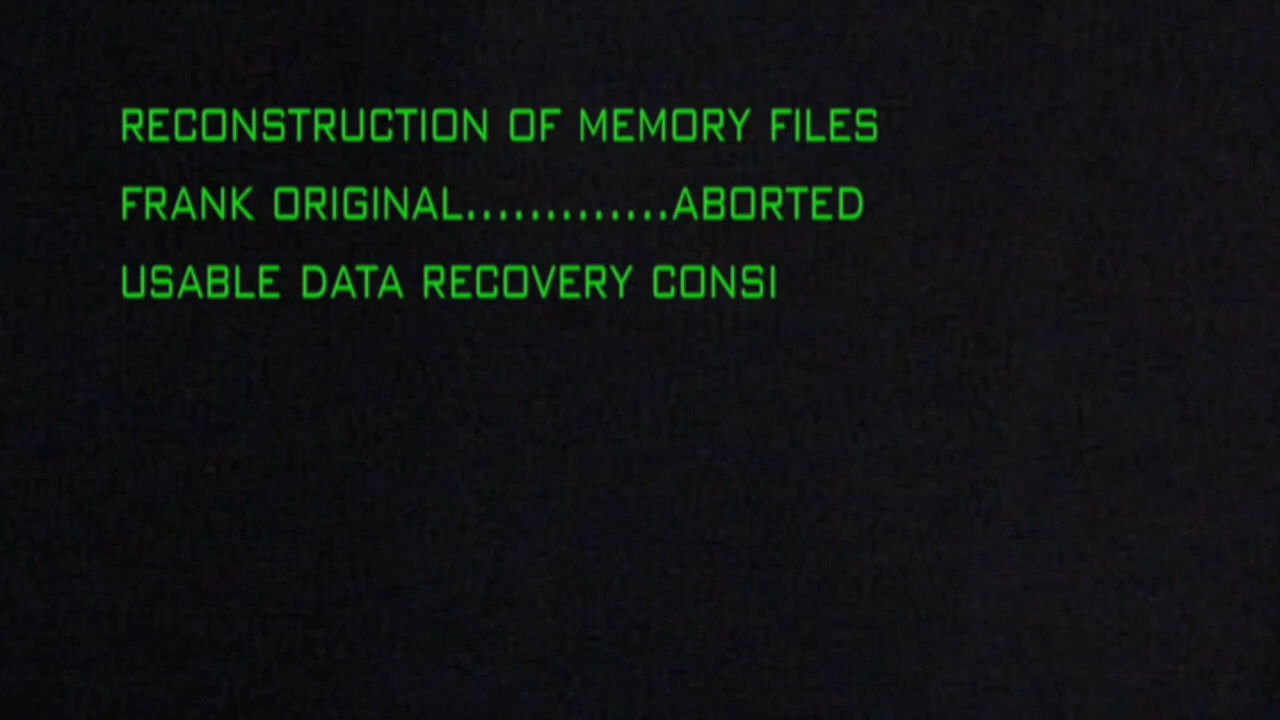 RECONSTRUCTION OF MEMORY FILES
FRANK ORIGINAL.............ABORTED
USABLE DATA RECOVERY CONSI